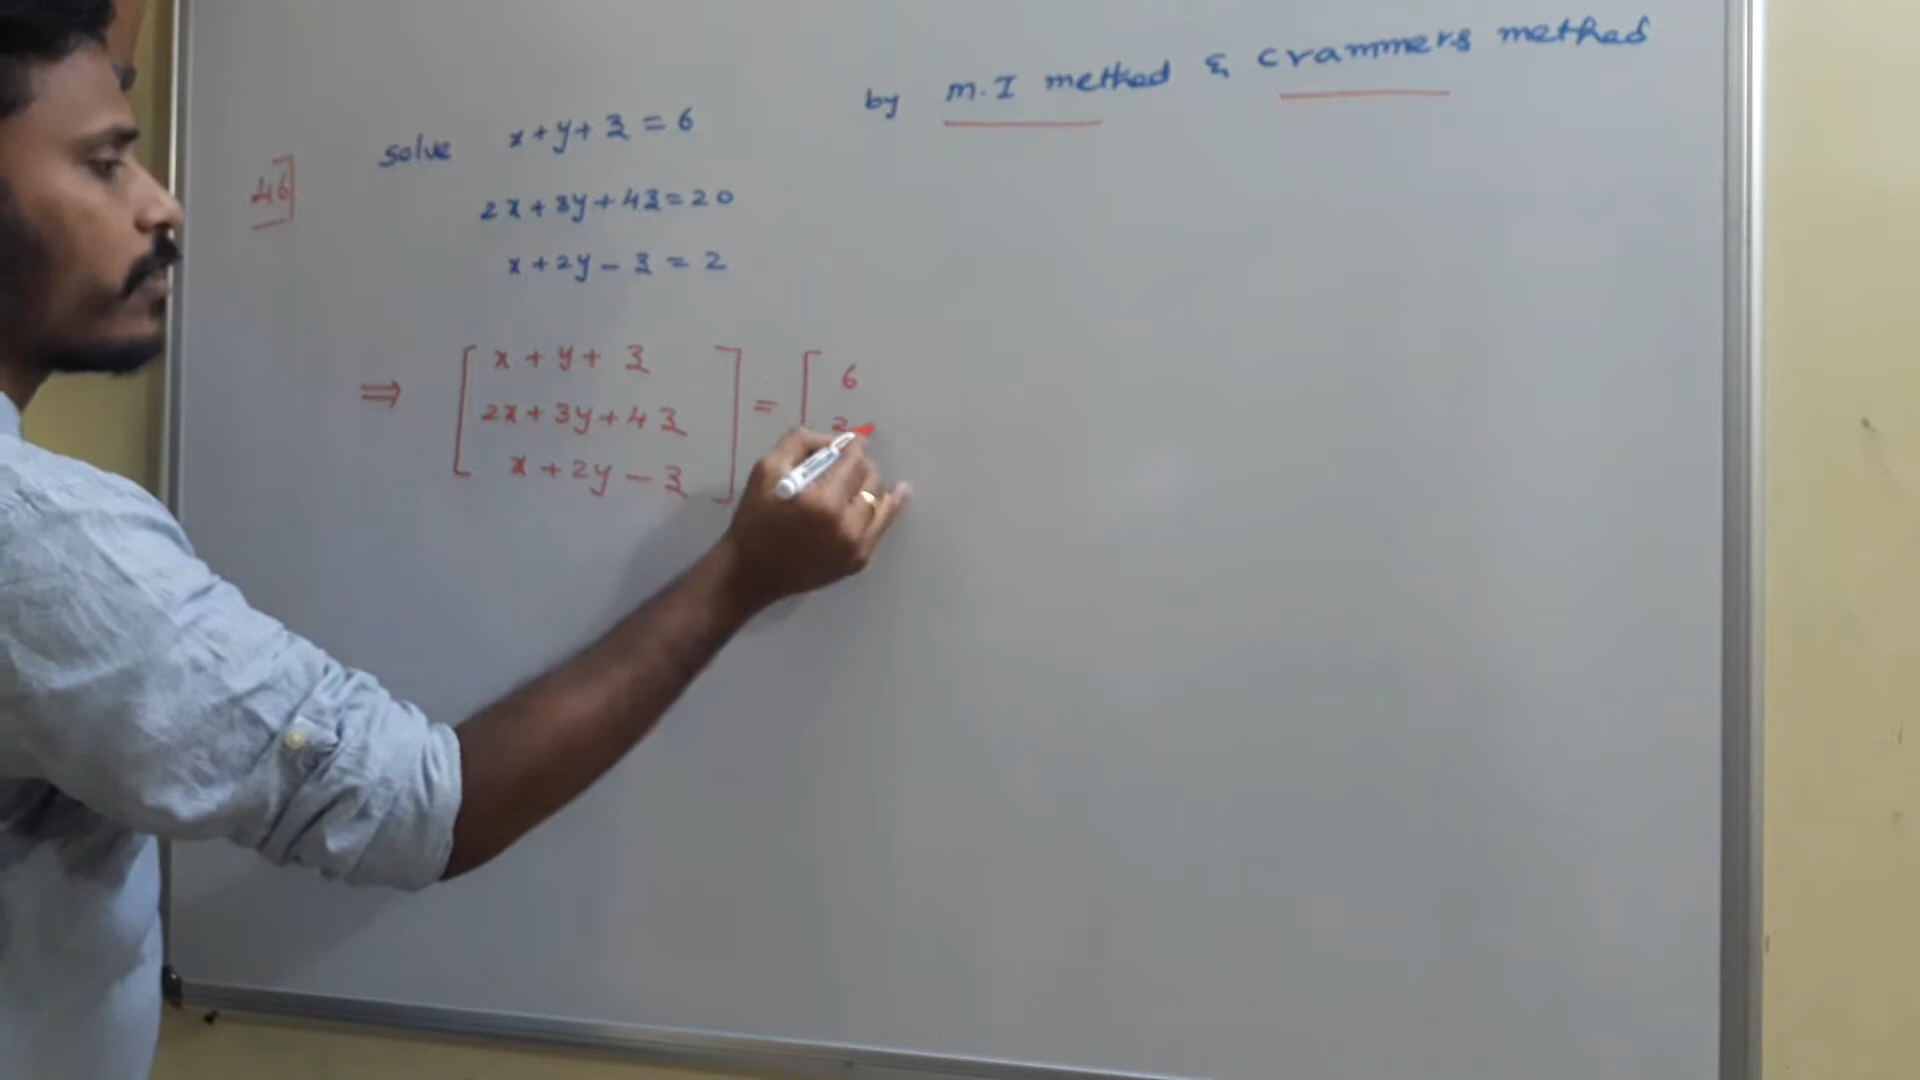 by M.I method & crammers method
46] solve x+y+z = 6
2x+3y+4z=20
x+2y-z = 2
⇒ [ x + y + z ] = [ 6
2x+3y+4z 2
x+2y-z